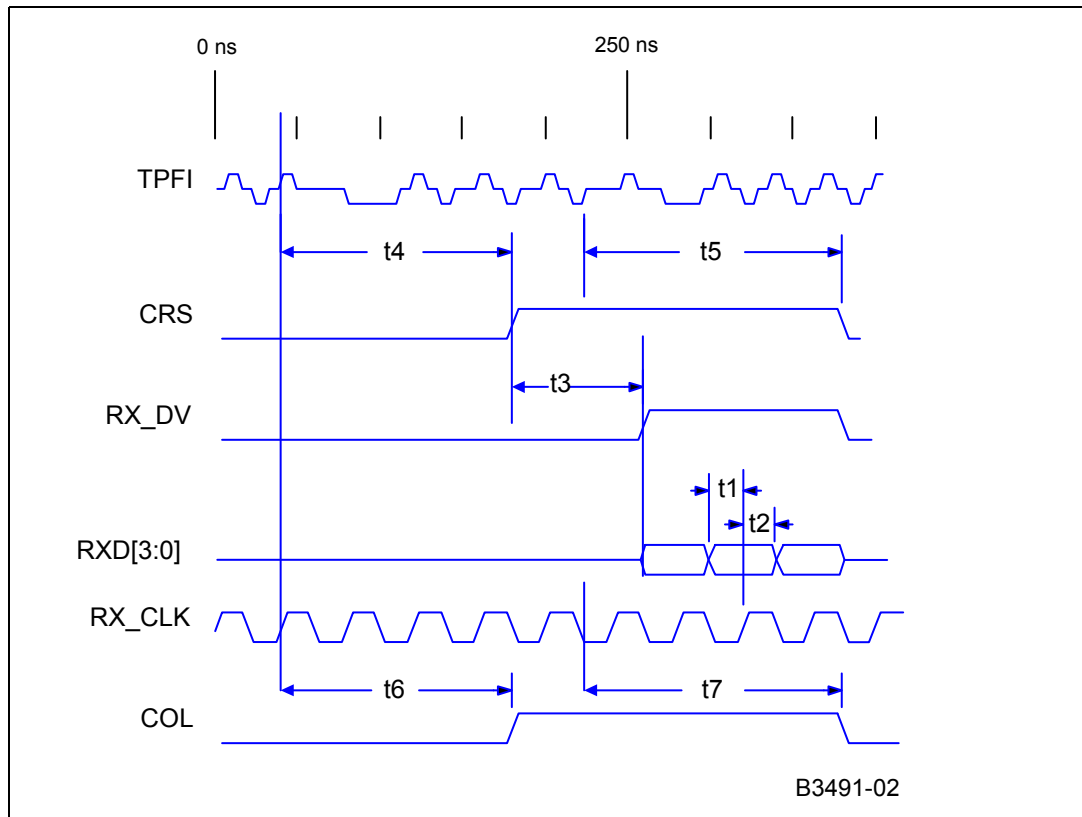 0 ns 250 ns
TPFI
t4 t5
CRS
t3
RX_DV
t1
t2
RXD[3:0]
RX_CLK
t6 t7
COL
B3491-02